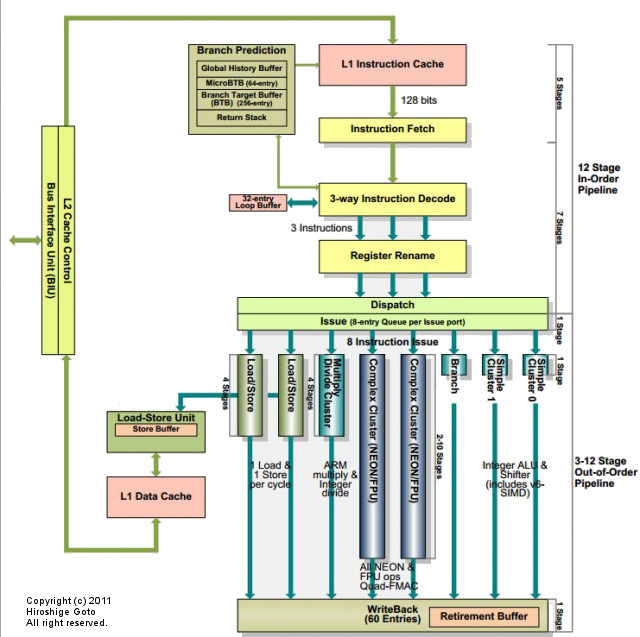 Branch Prediction
Global History Buffer
MicroBTB (64-entry)
Branch Target Buffer
(BTB) (256-entry)
Return Stack
L1 Instruction Cache
128 bits
Instruction Fetch
5 Stages
12 Stage
In-Order
Pipeline
32-entry
Loop Buffer
3-way Instruction Decode
3 Instructions
Register Rename
7 Stages
L2 Cache Control
Bus Interface Unit (BIU)
Dispatch
Issue (8-entry Queue per Issue port)
1
Stage
8 Instruction Issue
4 Stages
Load/Store
Load/Store
4 Stages
Multiply
Divide Cluster
Complex Cluster (NEON/FPU)
Complex Cluster (NEON/FPU)
2-10 Stages
Branch
Simple
Cluster 1
Simple
Cluster 0
1
Stage
Load-Store Unit
Store Buffer
L1 Data Cache
1 Load &
1 Store
per cycle
ARM
multiply &
Integer
divide
Integer ALU &
Shifter
(includes v6-
SIMD)
3-12 Stage
Out-of-Order
Pipeline
All NEON &
FPU ops
Quad-FMAC
WriteBack
(60 Entries)
Retirement Buffer
1
Stage
Copyright (c) 2011
Hiroshige Goto
All right reserved.